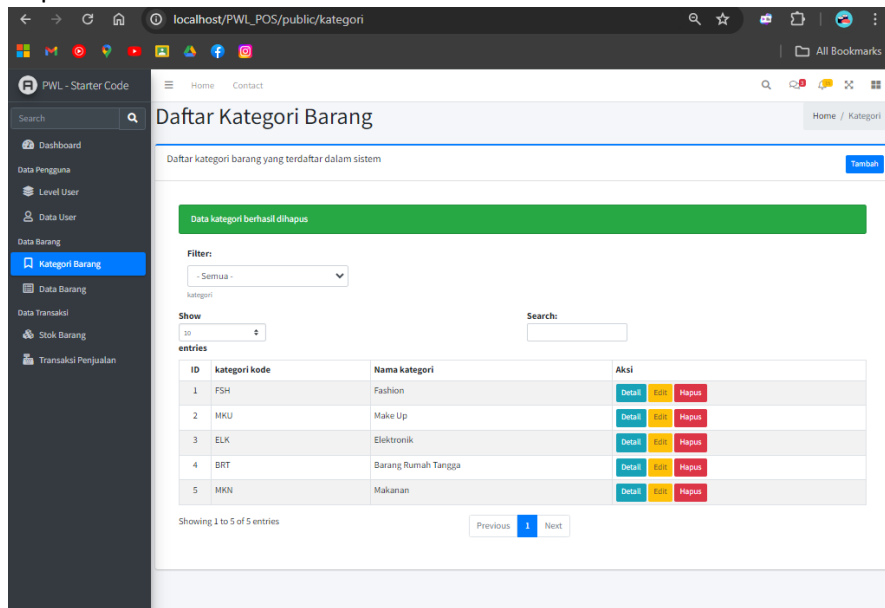 localhost/PWL_POS/public/kategori
All Bookmarks
PWL - Starter Code
Home Contact
Search
Daftar Kategori Barang
Home / Kategori
Dashboard
Daftar kategori barang yang terdaftar dalam sistem
Tambah
Data Pengguna
Level User
Data User
Data kategori berhasil dihapus
Data Barang
Filter:
Kategori Barang
- Semua -
Data Barang
kategori
Data Transaksi
Show
Search:
Stok Barang
10
entries
Transaksi Penjualan
ID kategori kode Nama kategori Aksi
1 FSH Fashion Detail Edit Hapus
2 MKU Make Up Detail Edit Hapus
3 ELK Elektronik Detail Edit Hapus
4 BRT Barang Rumah Tangga Detail Edit Hapus
5 MKN Makanan Detail Edit Hapus
Showing 1 to 5 of 5 entries
Previous 1 Next